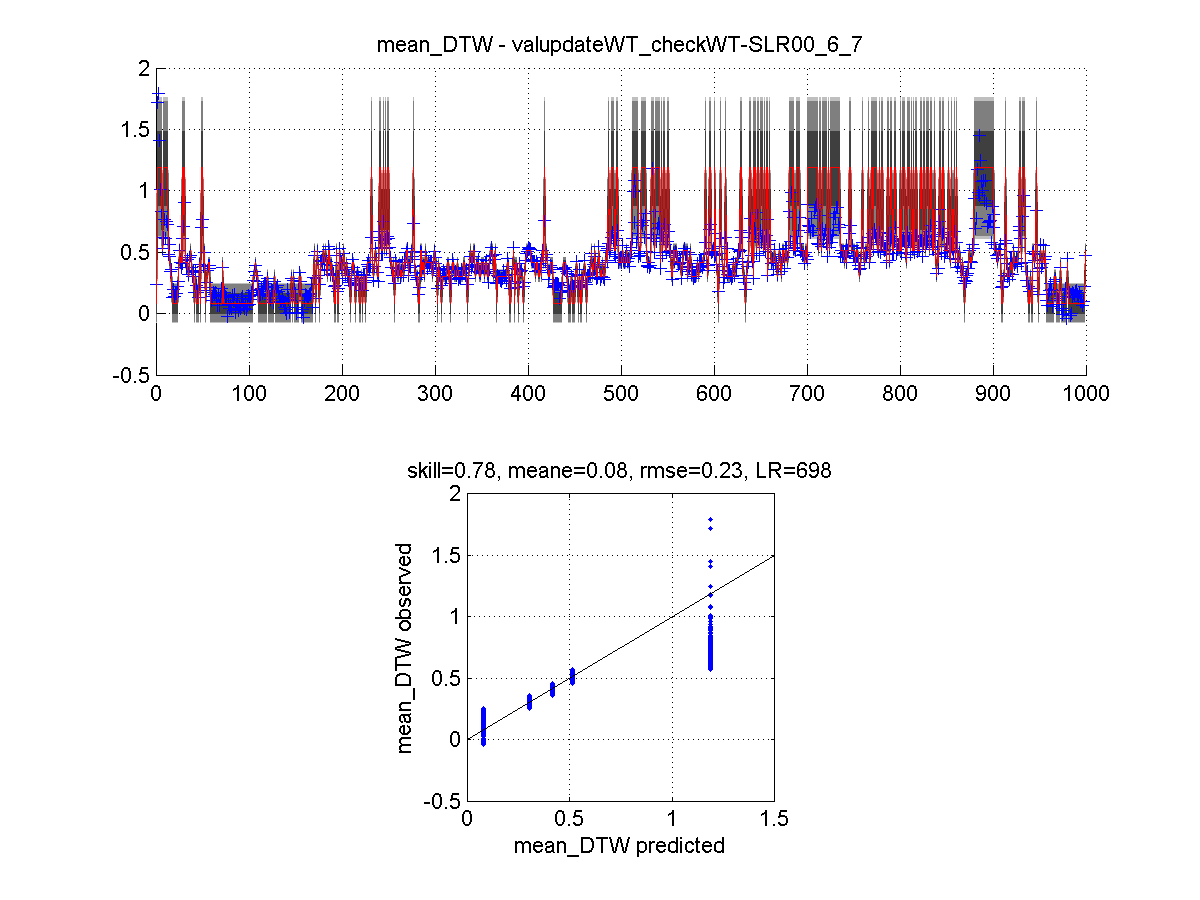 mean_DTW - valupdateWT_checkWT-SLR00_6_7
2
1.5
1
0.5
0
-0.5
0 100 200 300 400 500 600 700 800 900 1000
skill=0.78, meane=0.08, rmse=0.23, LR=698
2
1.5
1
0.5
0
-0.5
mean_DTW observed
0 0.5 1 1.5
mean_DTW predicted